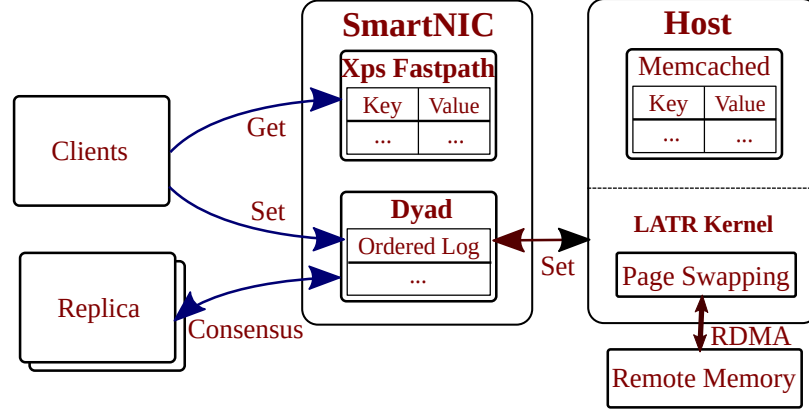 SmartNIC
Xps Fastpath
Key Value
... ...
Clients
Get
Set
Dyad
Ordered Log
...
Replica
Consensus
Set
Host
Memcached
Key Value
... ...
LATR Kernel
Page Swapping
RDMA
Remote Memory